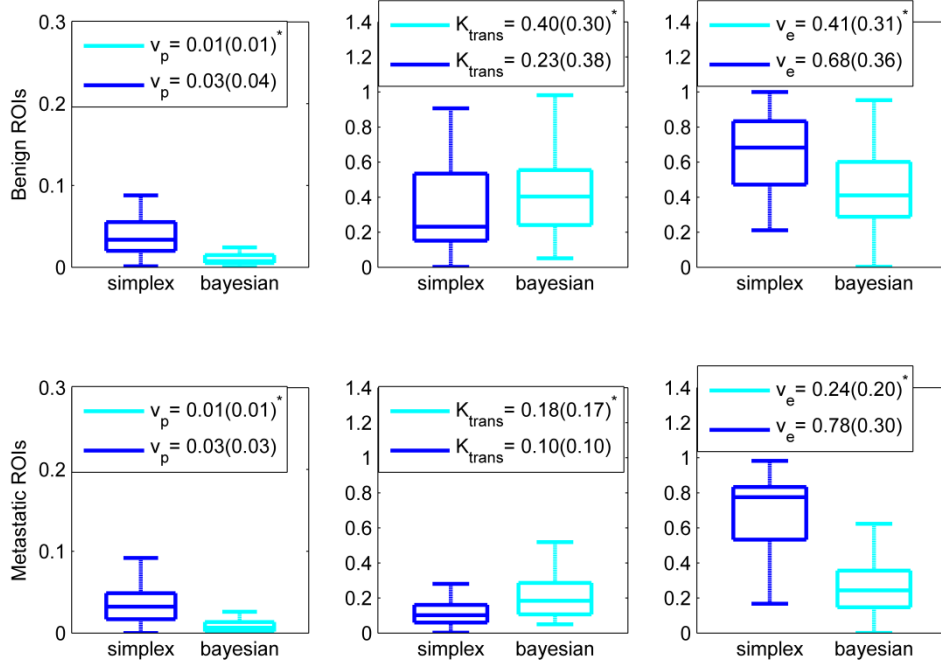 Benign ROIs
0.3
0.2
0.1
0
v_p = 0.01(0.01)*
v_p = 0.03(0.04)
simplex bayesian
1.4
1.2
1
0.8
0.6
0.4
0.2
0
K_trans = 0.40(0.30)*
K_trans = 0.23(0.38)
simplex bayesian
1.4
1.2
1
0.8
0.6
0.4
0.2
0
v_e = 0.41(0.31)*
v_e = 0.68(0.36)
simplex bayesian
Metastatic ROIs
0.3
0.2
0.1
0
v_p = 0.01(0.01)*
v_p = 0.03(0.03)
simplex bayesian
1.4
1.2
1
0.8
0.6
0.4
0.2
0
K_trans = 0.18(0.17)*
K_trans = 0.10(0.10)
simplex bayesian
1.4
1.2
1
0.8
0.6
0.4
0.2
0
v_e = 0.24(0.20)*
v_e = 0.78(0.30)
simplex bayesian